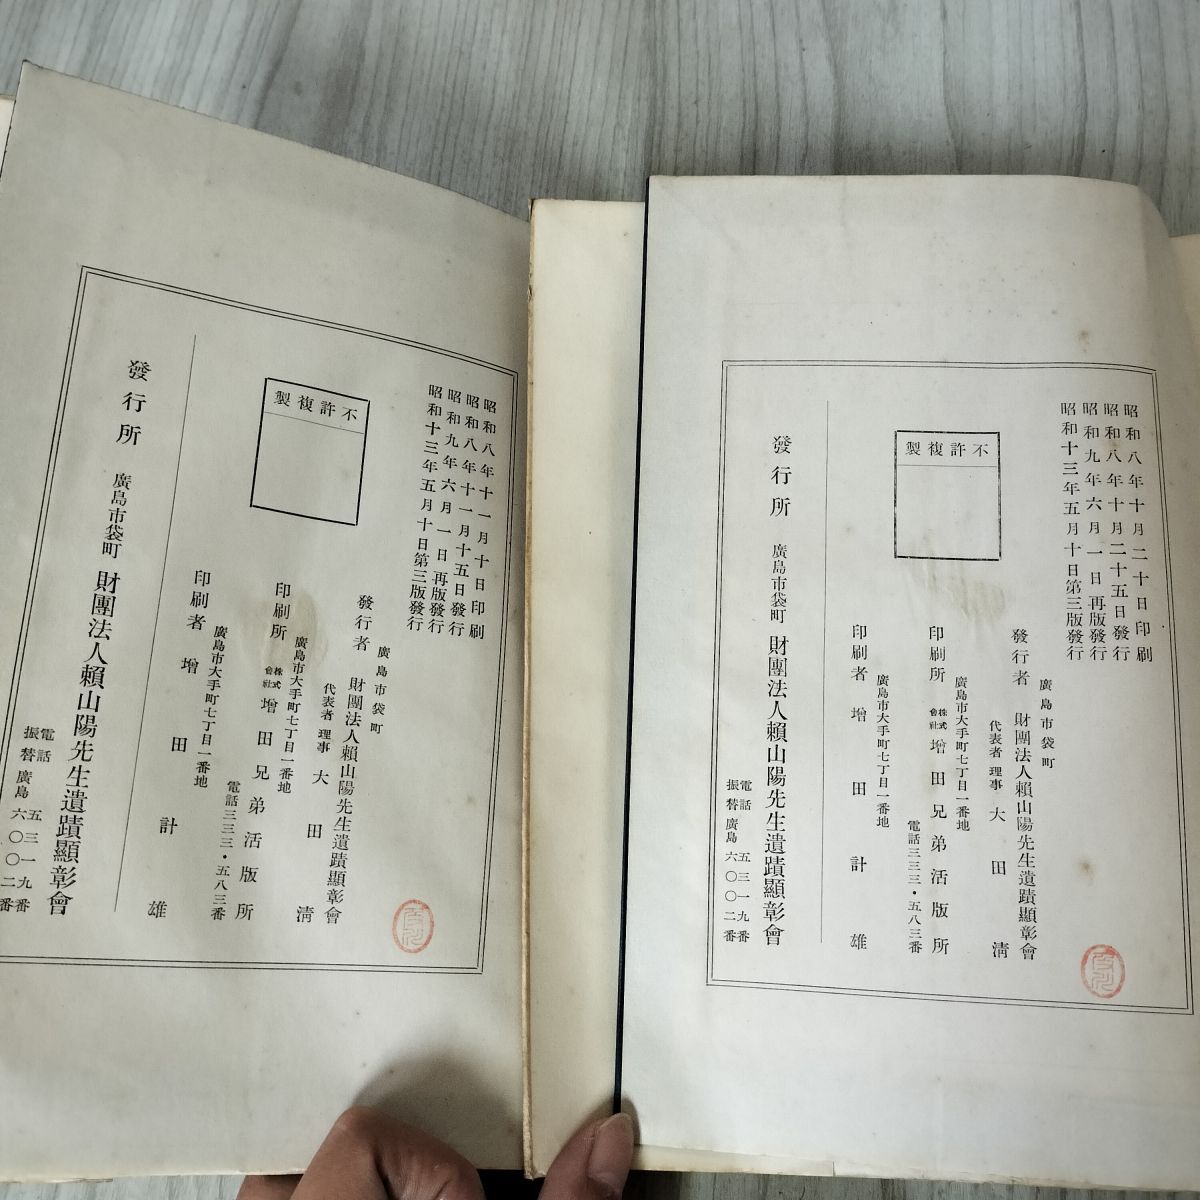 昭和八年十月二十日印刷
昭和八年十月二十五日發行
昭和九年六月一日再版發行
昭和十三年五月十日第三版發行
不許複製
廣島市袋町
發行者 財團法人賴山陽先生遺蹟顯彰會
代表者 理事 大田淸
廣島市大手町七丁目一番地
印刷所 株式會社 增田兄弟活版所
電話三三三・五八三番
廣島市大手町七丁目一番地
印刷者 增田計雄
發行所 廣島市袋町 財團法人賴山陽先生遺蹟顯彰會
電話 五三一九番
振替廣島 六〇〇二番
昭和八年十一月十日印刷
昭和八年十一月十五日發行
昭和九年六月一日再版發行
昭和十三年五月十日第三版發行
不許複製
廣島市袋町
發行者 財團法人賴山陽先生遺蹟顯彰會
代表者 理事 大田淸
廣島市大手町七丁目一番地
印刷所 株式會社 增田兄弟活版所
電話三三三・五八三番
廣島市大手町七丁目一番地
印刷者 增田計雄
發行所 廣島市袋町 財團法人賴山陽先生遺蹟顯彰會
電話 五三一九番
振替廣島 六〇〇二番